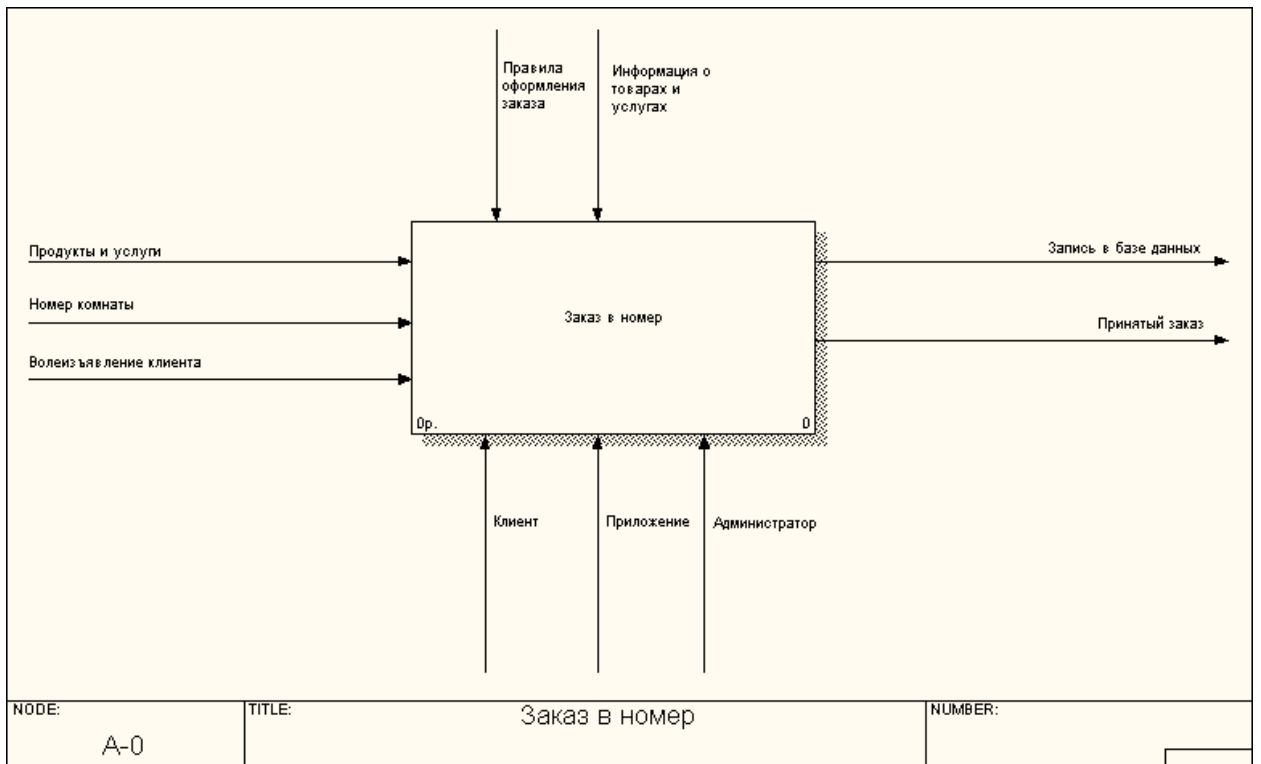 Правила
оформления
заказа
Информация о
товарах и
услугах
Продукты и услуги
Номер комнаты
Волеизъявление клиента
Заказ в номер
0р.
0
Запись в базе данных
Принятый заказ
Клиент
Приложение
Администратор
NODE:
A-0
TITLE:
Заказ в номер
NUMBER: